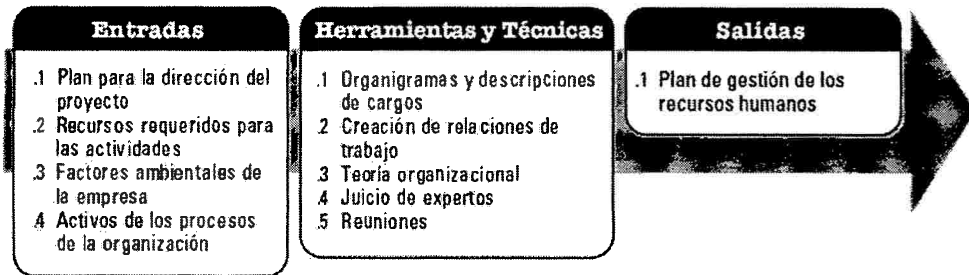 Entradas
.1 Plan para la dirección del
proyecto
.2 Recursos requeridos para
las actividades
.3 Factores ambientales de
la empresa
.4 Activos de los procesos
de la organización
Herramientas y Técnicas
.1 Organigramas y descripciones
de cargos
.2 Creación de relaciones de
trabajo
.3 Teoría organizacional
.4 Juicio de expertos
.5 Reuniones
Salidas
.1 Plan de gestión de los
recursos humanos